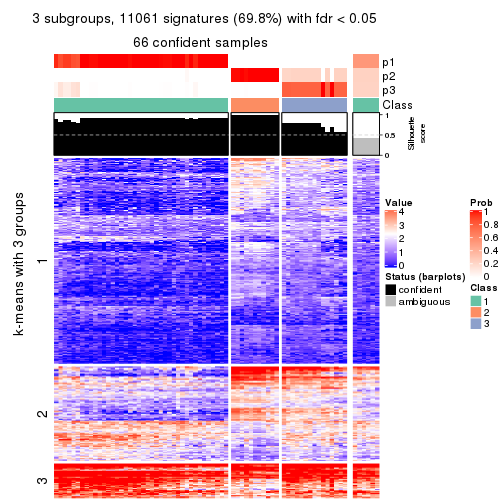 3 subgroups, 11061 signatures (69.8%) with fdr < 0.05
66 confident samples
p1
p2
p3
Class
1
0.5
0
Silhouette
score
k-means with 3 groups
1
2
3
Value
4
3
2
1
0
Status (barplots)
confident
ambiguous
Prob
1
0.8
0.6
0.4
0.2
0
Class
1
2
3